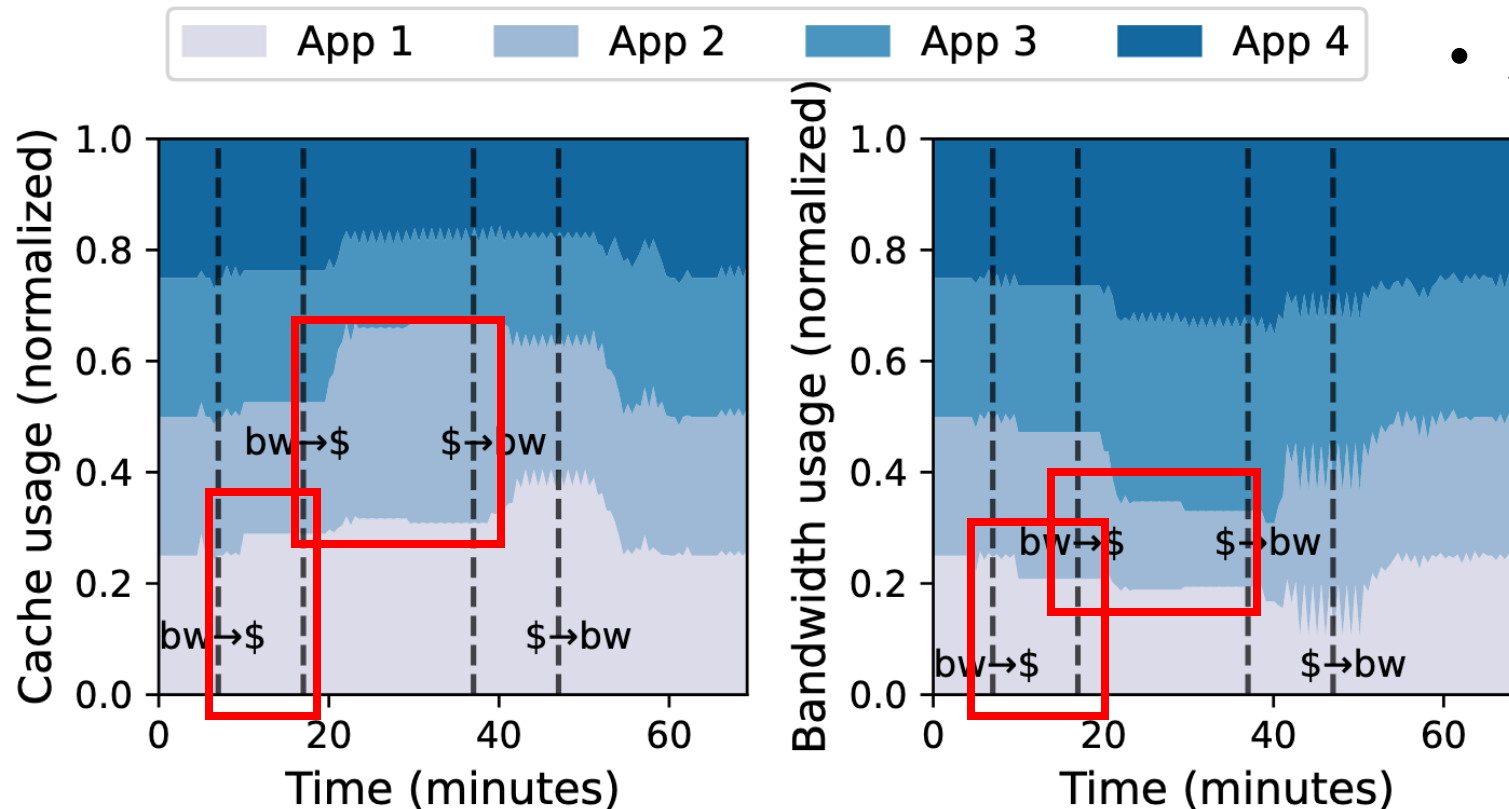 App 1 App 2 App 3 App 4
•
Cache usage (normalized)
1.0
0.8
0.6
0.4
0.2
0.0
bw→$ $→bw
bw→$ $→bw
0 20 40 60
Time (minutes)
Bandwidth usage (normalized)
1.0
0.8
0.6
0.4
0.2
0.0
bw→$ $→bw
bw→$ $→bw
0 20 40 60
Time (minutes)